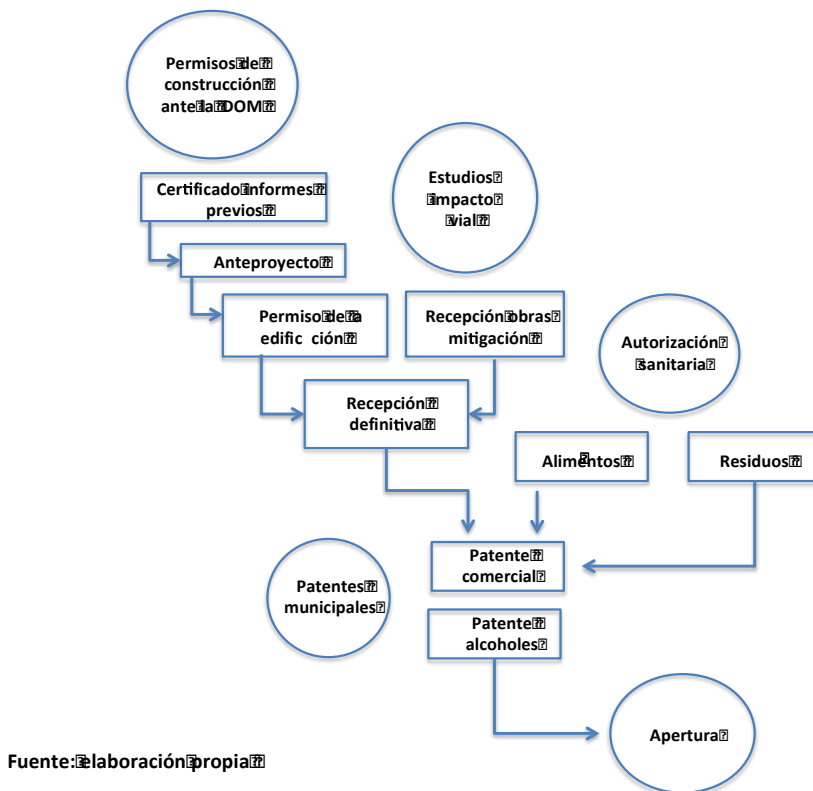 Permisos de
construcción
ante la DOM
Certificado informes
previos
Anteproyecto
Permiso de la
edific ción
Estudios
impacto
vial
Recepción obras
mitigación
Recepción
definitiva
Autorización
sanitaria
Alimentos
Residuos
Patentes
municipales
Patente
comercial
Patente
alcoholes
Apertura
Fuente: elaboración propia